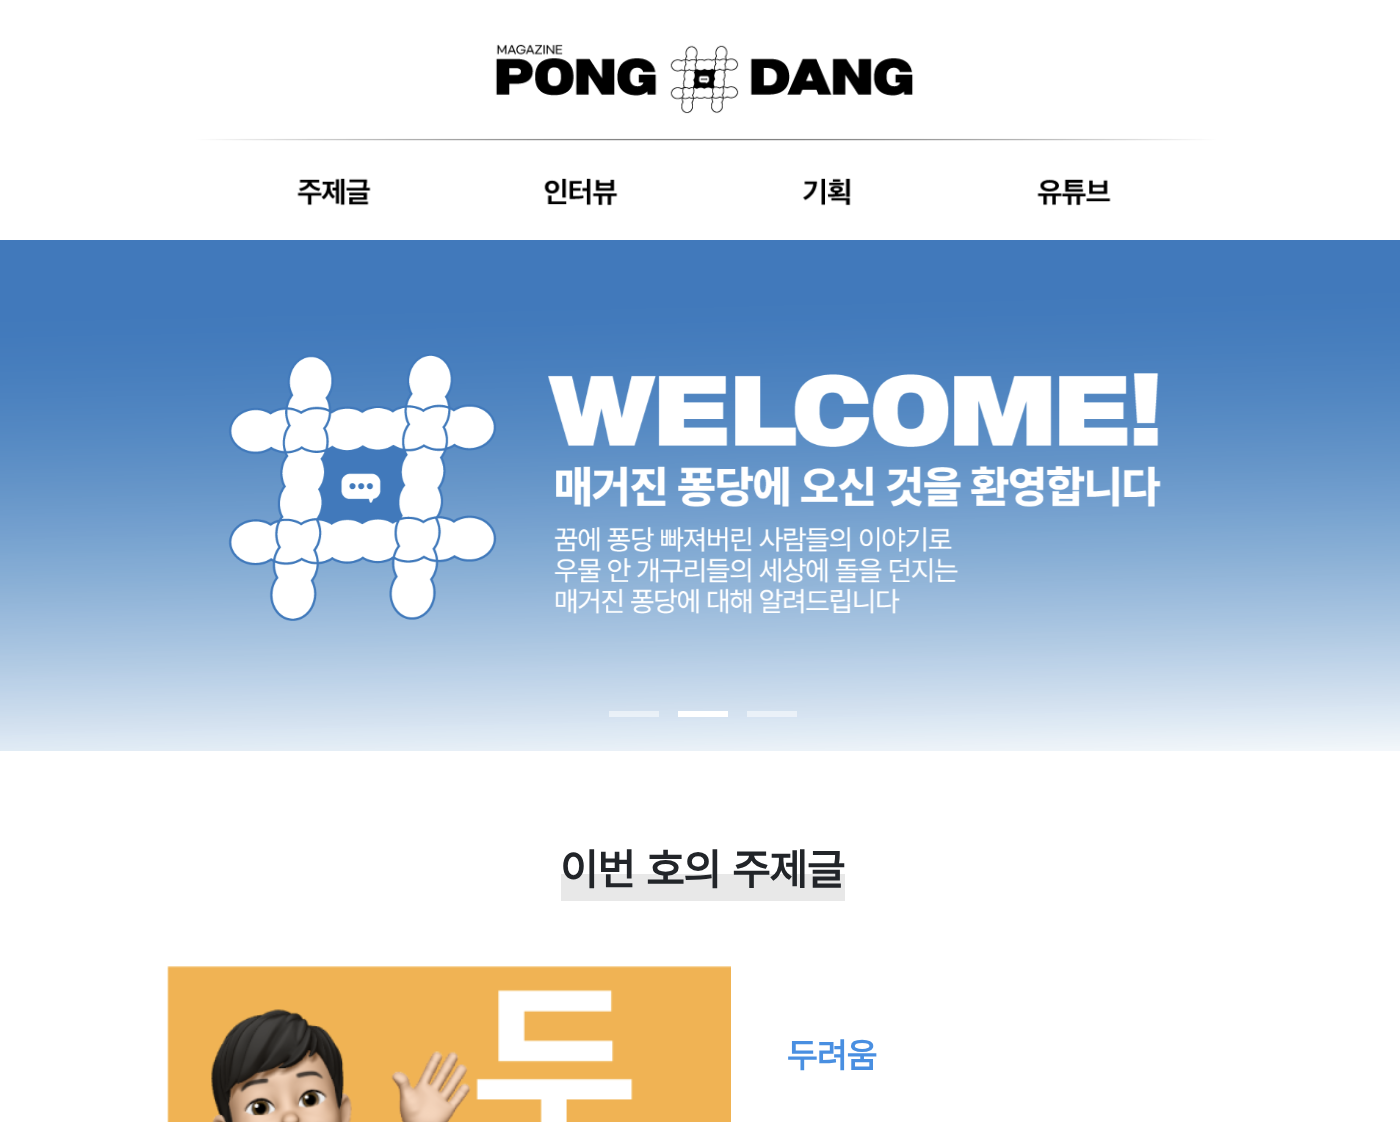 MAGAZINE
PONG DANG
주제글 인터뷰 기획 유튜브
WELCOME!
매거진 퐁당에 오신 것을 환영합니다
꿈에 퐁당 빠져버린 사람들의 이야기로
우물 안 개구리들의 세상에 돌을 던지는
매거진 퐁당에 대해 알려드립니다
이번 호의 주제글
두
두려움